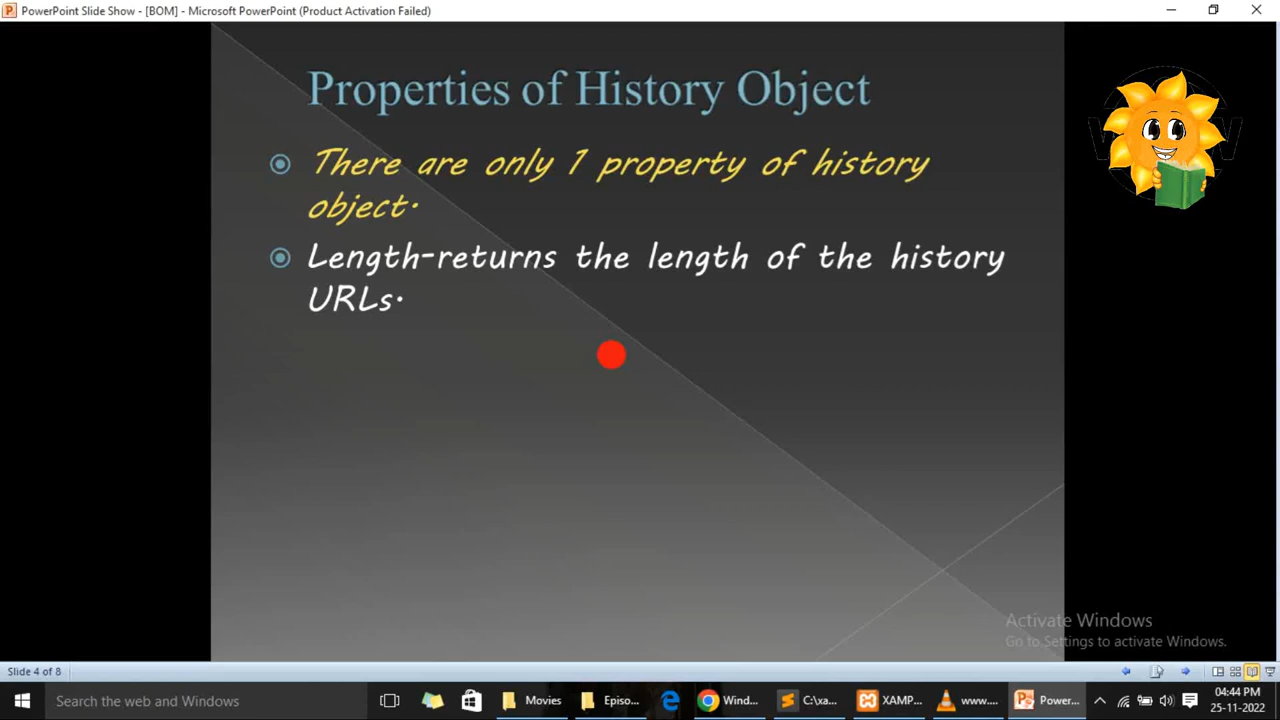 PowerPoint Slide Show - [BOM] - Microsoft PowerPoint (Product Activation Failed)
Properties of History Object
There are only 1 property of history
object.
Length-returns the length of the history
URLs.
Activate Windows
Go to Settings to activate Windows.
Slide 4 of 8
Search the web and Windows
Movies
Episo...
Wind...
C:\xa...
XAMP...
www....
Power...
04:44 PM
25-11-2022